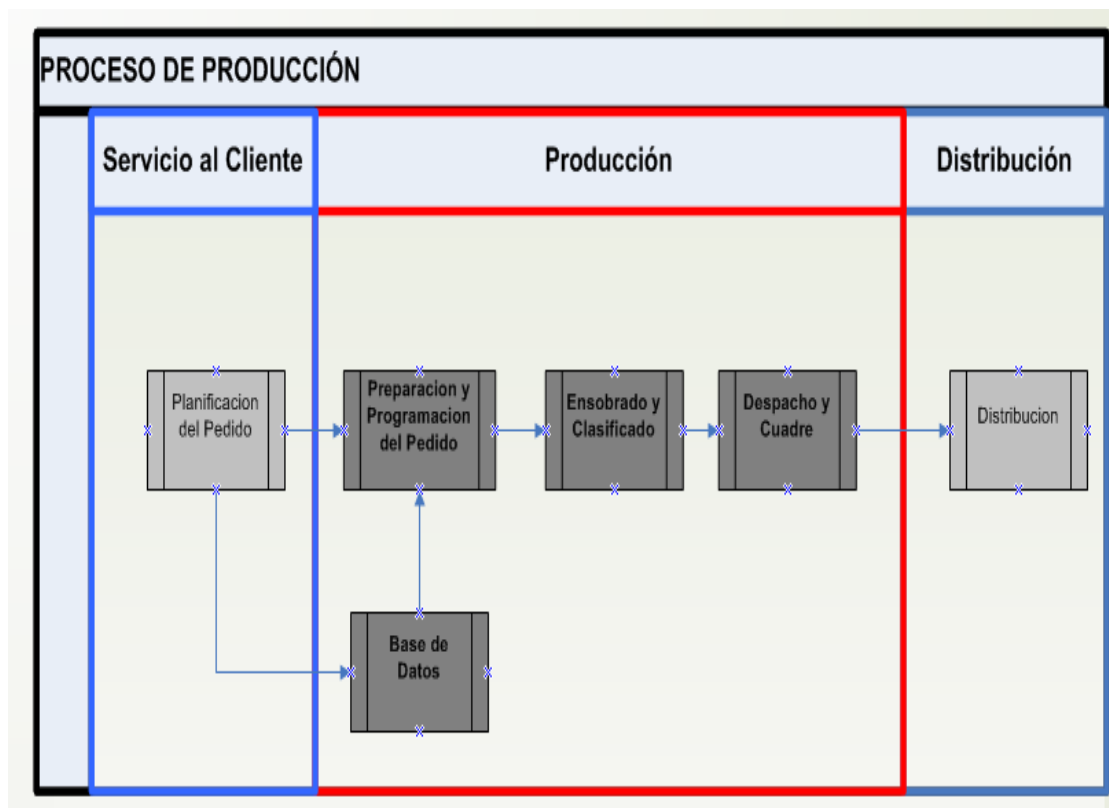 PROCESO DE PRODUCCIÓN
Servicio al Cliente
Producción
Distribución
Planificacion
del Pedido
Preparacion y
Programacion
del Pedido
Ensobrado y
Clasificado
Despacho y
Cuadre
Distribucion
Base de
Datos